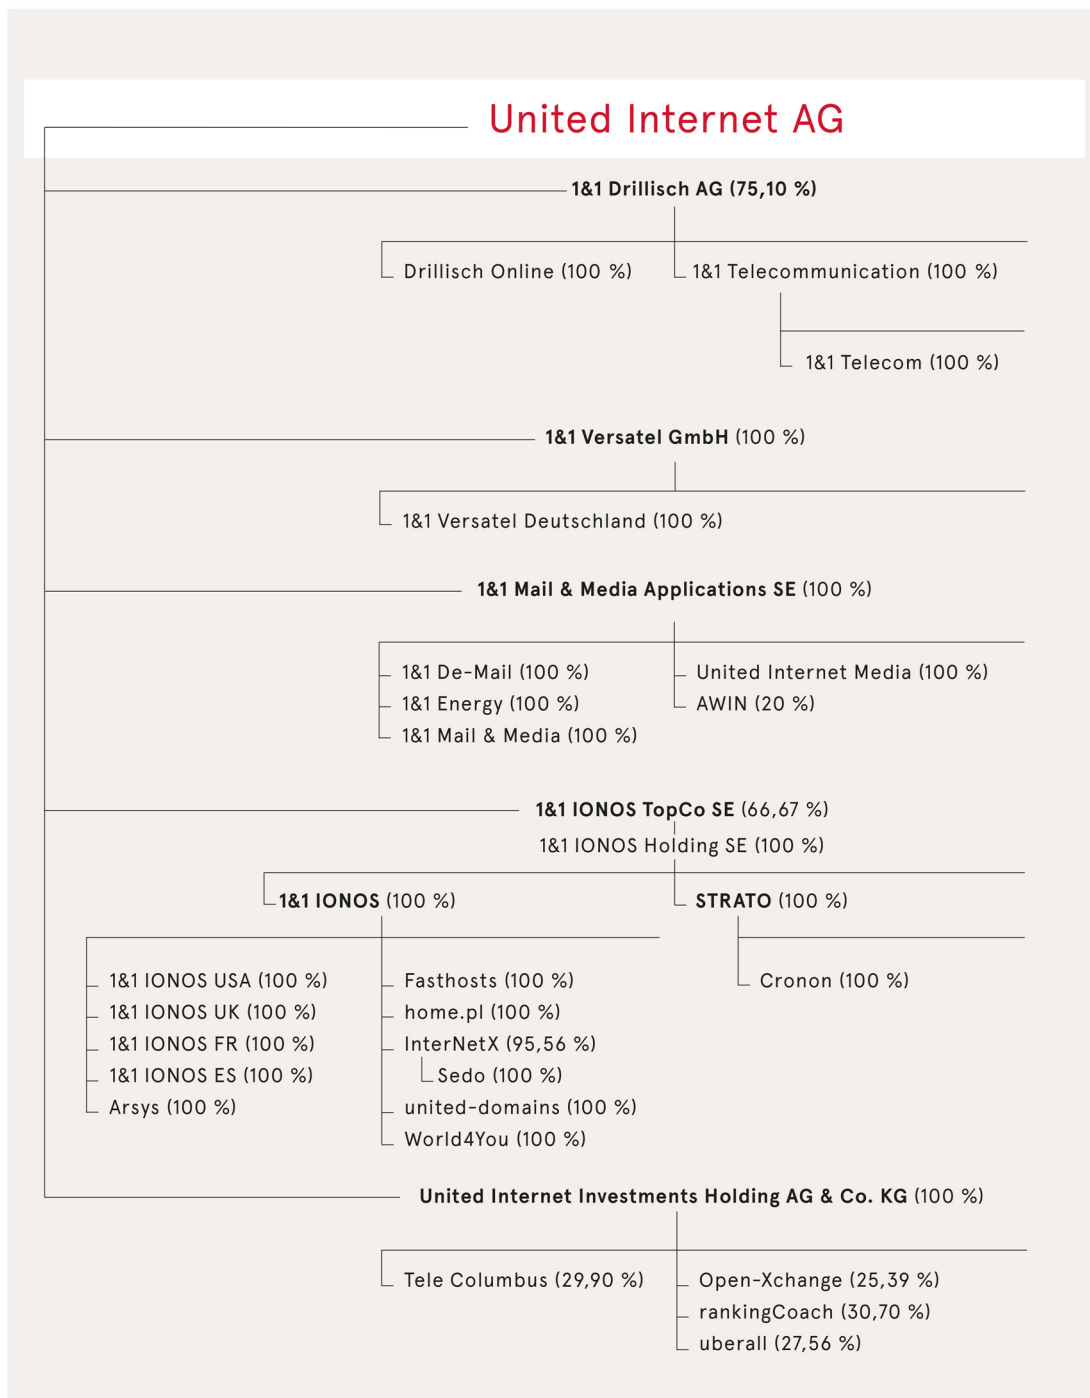 United Internet AG
1&1 Drillisch AG (75,10 %)
Drillisch Online (100 %)
1&1 Telecommunication (100 %)
1&1 Telecom (100 %)
1&1 Versatel GmbH (100 %)
1&1 Versatel Deutschland (100 %)
1&1 Mail & Media Applications SE (100 %)
1&1 De-Mail (100 %)
1&1 Energy (100 %)
1&1 Mail & Media (100 %)
United Internet Media (100 %)
AWIN (20 %)
1&1 IONOS TopCo SE (66,67 %)
1&1 IONOS Holding SE (100 %)
1&1 IONOS (100 %)
STRATO (100 %)
1&1 IONOS USA (100 %)
1&1 IONOS UK (100 %)
1&1 IONOS FR (100 %)
1&1 IONOS ES (100 %)
Arsys (100 %)
Fasthosts (100 %)
home.pl (100 %)
InterNetX (95,56 %)
Sedo (100 %)
united-domains (100 %)
World4You (100 %)
Cronon (100 %)
United Internet Investments Holding AG & Co. KG (100 %)
Tele Columbus (29,90 %)
Open-Xchange (25,39 %)
rankingCoach (30,70 %)
uberall (27,56 %)